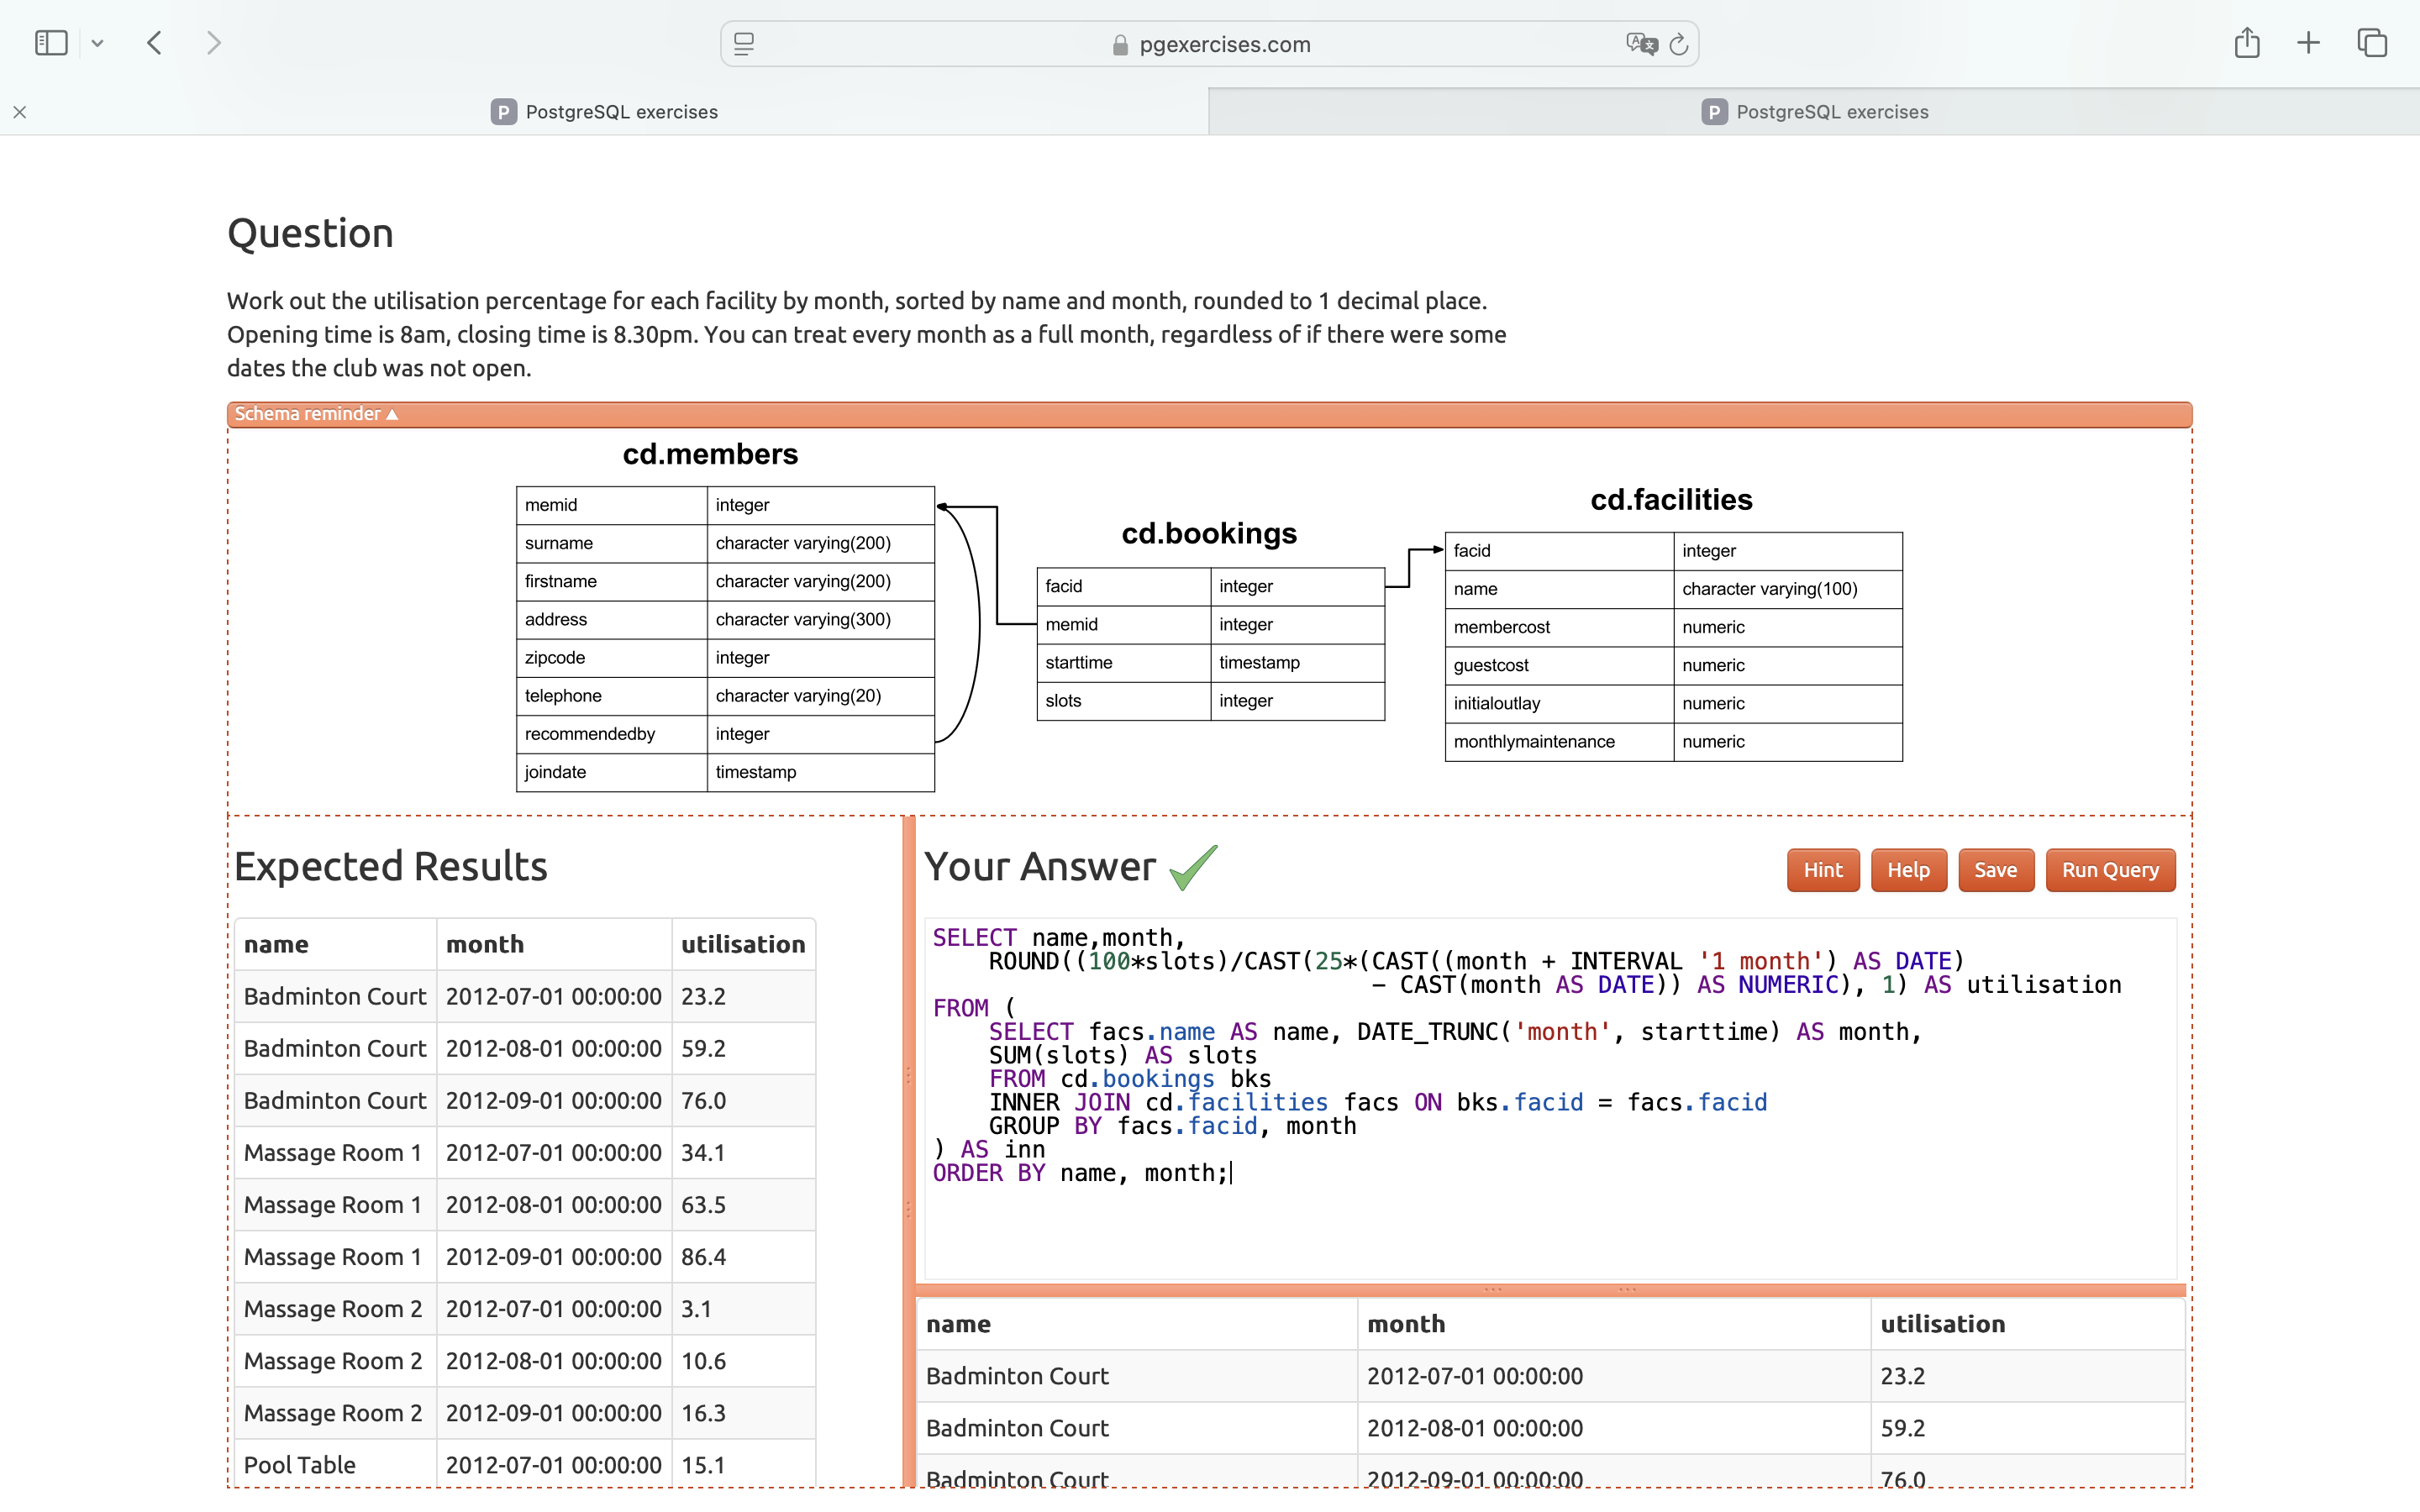 pgexercises.com
PostgreSQL exercises
PostgreSQL exercises
Question
Work out the utilisation percentage for each facility by month, sorted by name and month, rounded to 1 decimal place.
Opening time is 8am, closing time is 8.30pm. You can treat every month as a full month, regardless of if there were some
dates the club was not open.
Schema reminder
cd.members
memid integer
surname character varying(200)
firstname character varying(200)
address character varying(300)
zipcode integer
telephone character varying(20)
recommendedby integer
joindate timestamp
cd.bookings
facid integer
memid integer
starttime timestamp
slots integer
cd.facilities
facid integer
name character varying(100)
membercost numeric
guestcost numeric
initialoutlay numeric
monthlymaintenance numeric
Expected Results
name month utilisation
Badminton Court 2012-07-01 00:00:00 23.2
Badminton Court 2012-08-01 00:00:00 59.2
Badminton Court 2012-09-01 00:00:00 76.0
Massage Room 1 2012-07-01 00:00:00 34.1
Massage Room 1 2012-08-01 00:00:00 63.5
Massage Room 1 2012-09-01 00:00:00 86.4
Massage Room 2 2012-07-01 00:00:00 3.1
Massage Room 2 2012-08-01 00:00:00 10.6
Massage Room 2 2012-09-01 00:00:00 16.3
Pool Table 2012-07-01 00:00:00 15.1
Your Answer
Hint Help Save Run Query
SELECT name,month,
ROUND((100*slots)/CAST(25*(CAST((month + INTERVAL '1 month') AS DATE)
- CAST(month AS DATE)) AS NUMERIC), 1) AS utilisation
FROM (
SELECT facs.name AS name, DATE_TRUNC('month', starttime) AS month,
SUM(slots) AS slots
FROM cd.bookings bks
INNER JOIN cd.facilities facs ON bks.facid = facs.facid
GROUP BY facs.facid, month
) AS inn
ORDER BY name, month;
name month utilisation
Badminton Court 2012-07-01 00:00:00 23.2
Badminton Court 2012-08-01 00:00:00 59.2
Badminton Court 2012-09-01 00:00:00 76.0